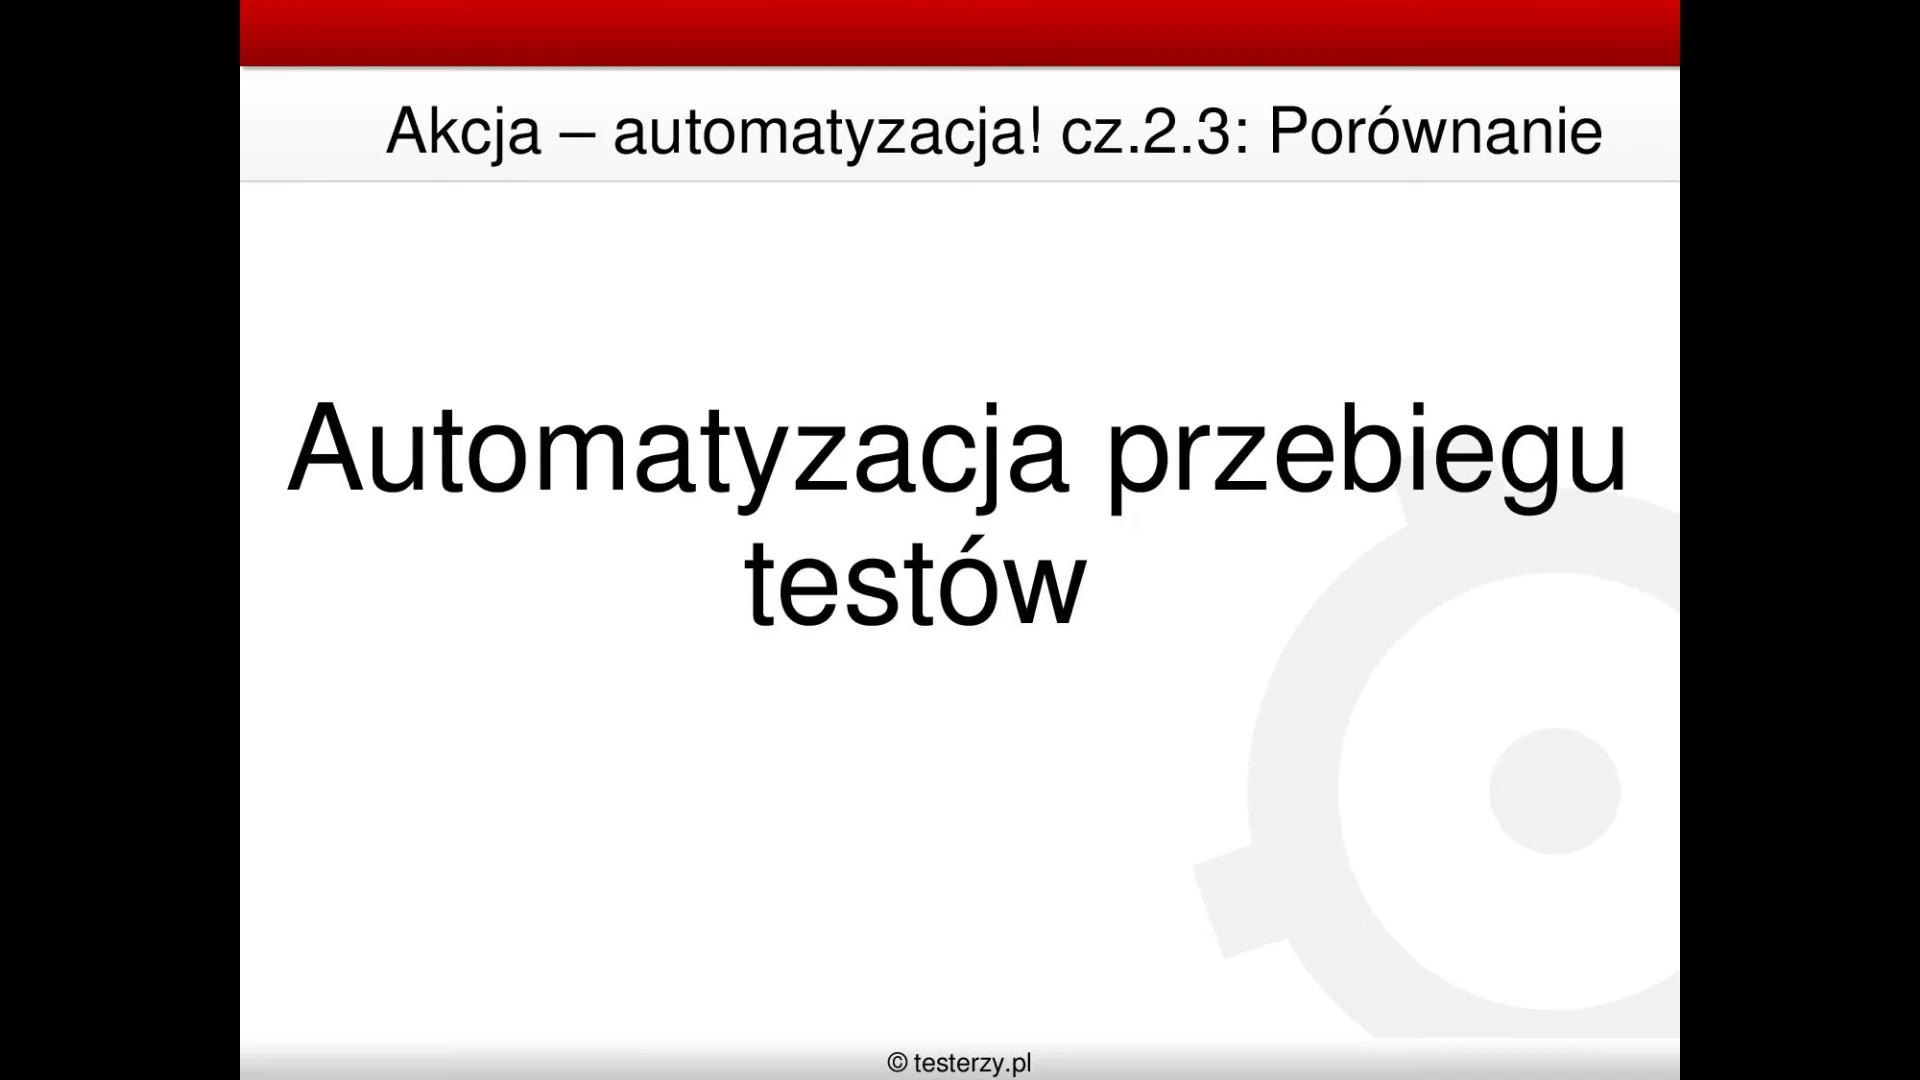 Akcja – automatyzacja! cz.2.3: Porównanie
Automatyzacja przebiegu
testów
© testerzy.pl